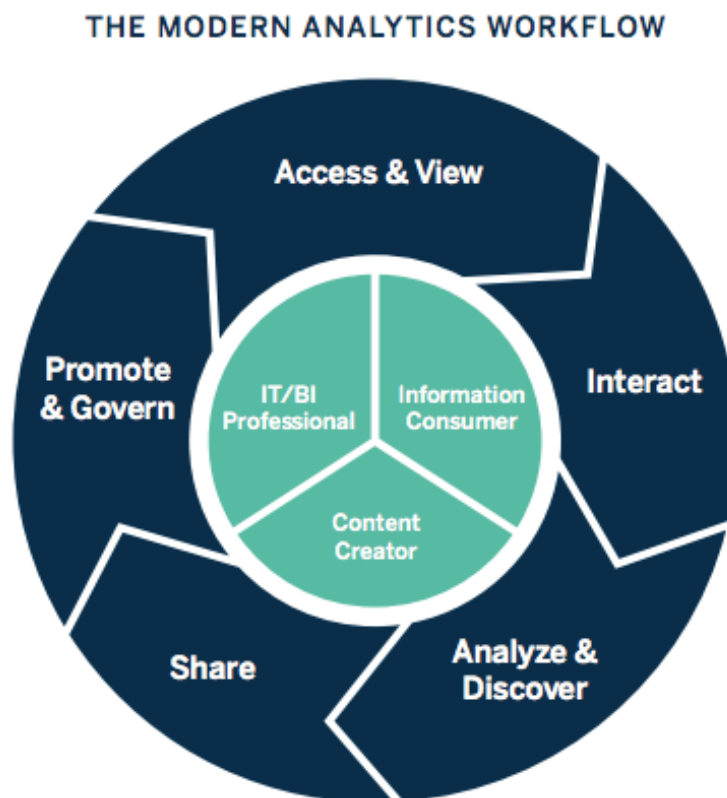 THE MODERN ANALYTICS WORKFLOW
Access & View
Interact
Analyze &
Discover
Share
Promote
& Govern
IT/BI
Professional
Information
Consumer
Content
Creator